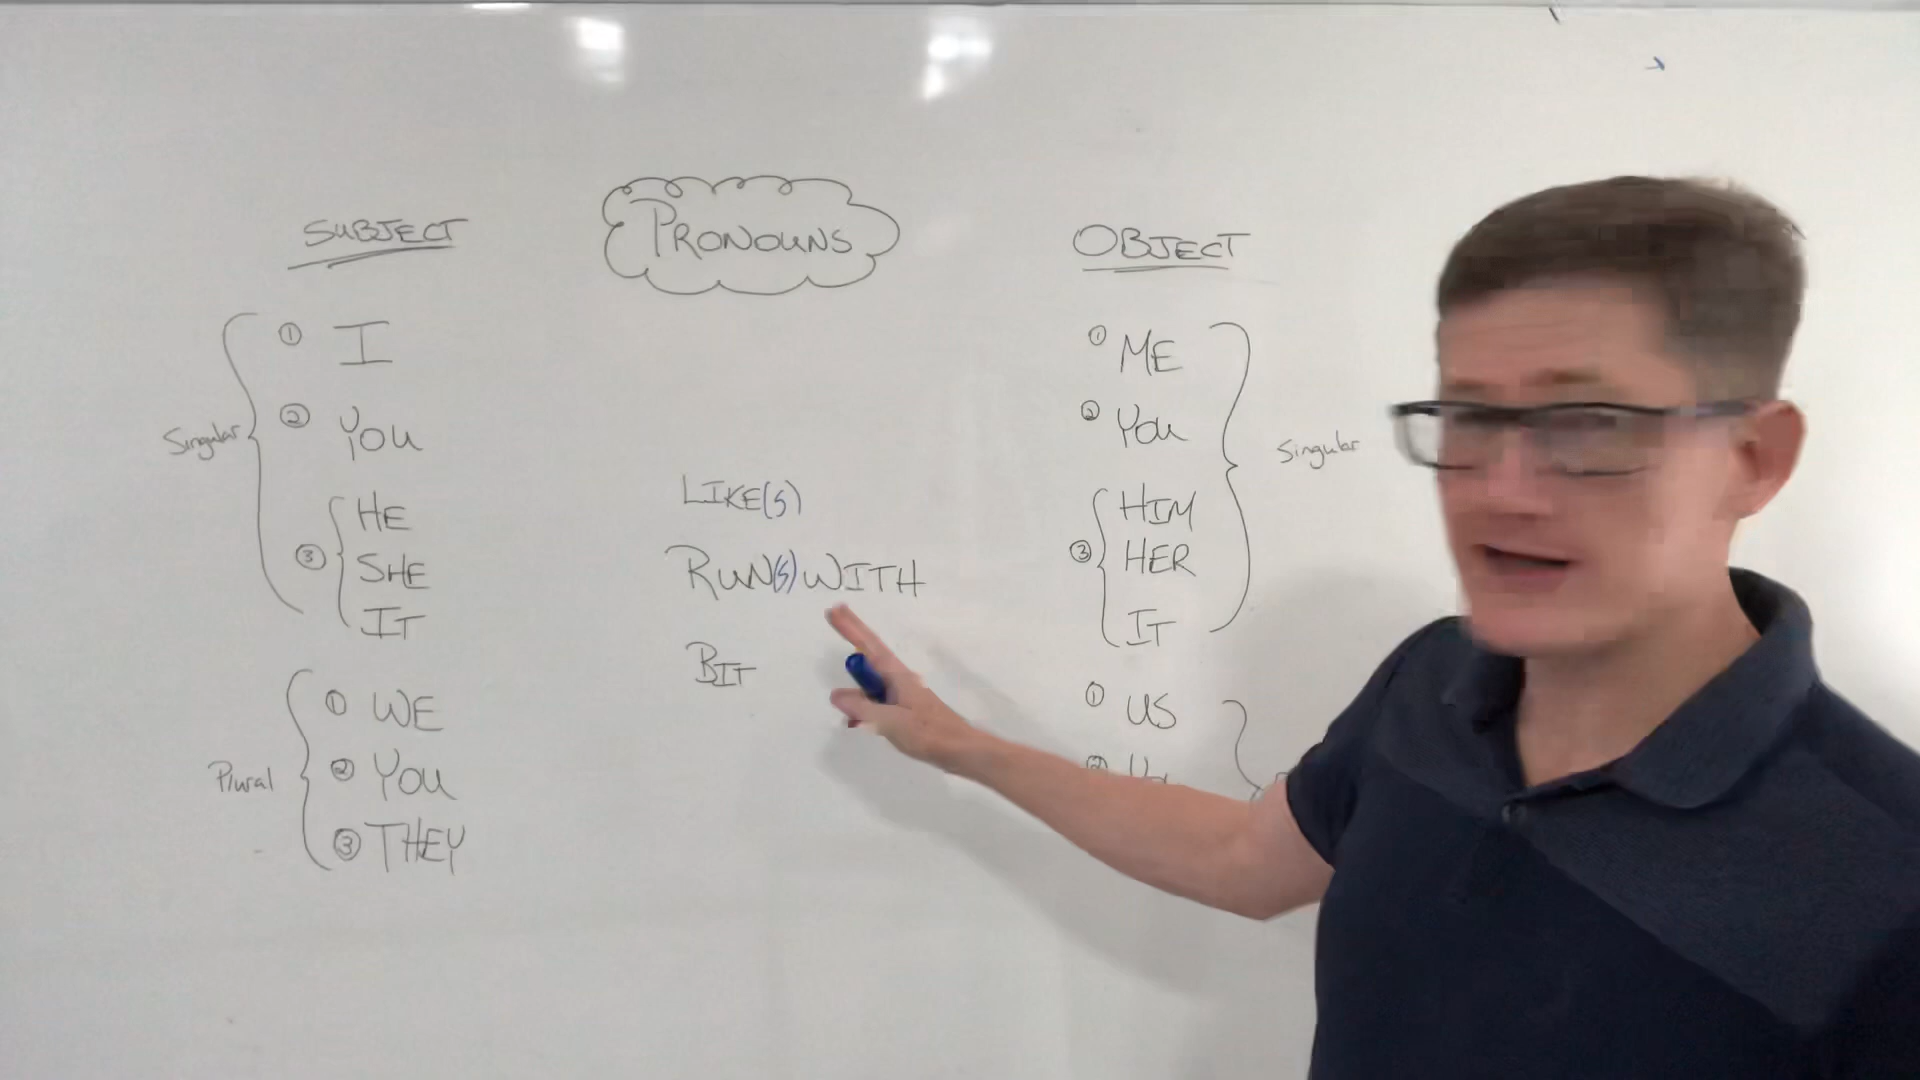 PRONOUNS
SUBJECT
Singular
① I
② YOU
③ HE
SHE
IT
Plural
① WE
② YOU
③ THEY
LIKE(S)
RUN(S) WITH
BIT
OBJECT
① ME
② YOU
③ HIM
HER
IT
Singular
① US
②